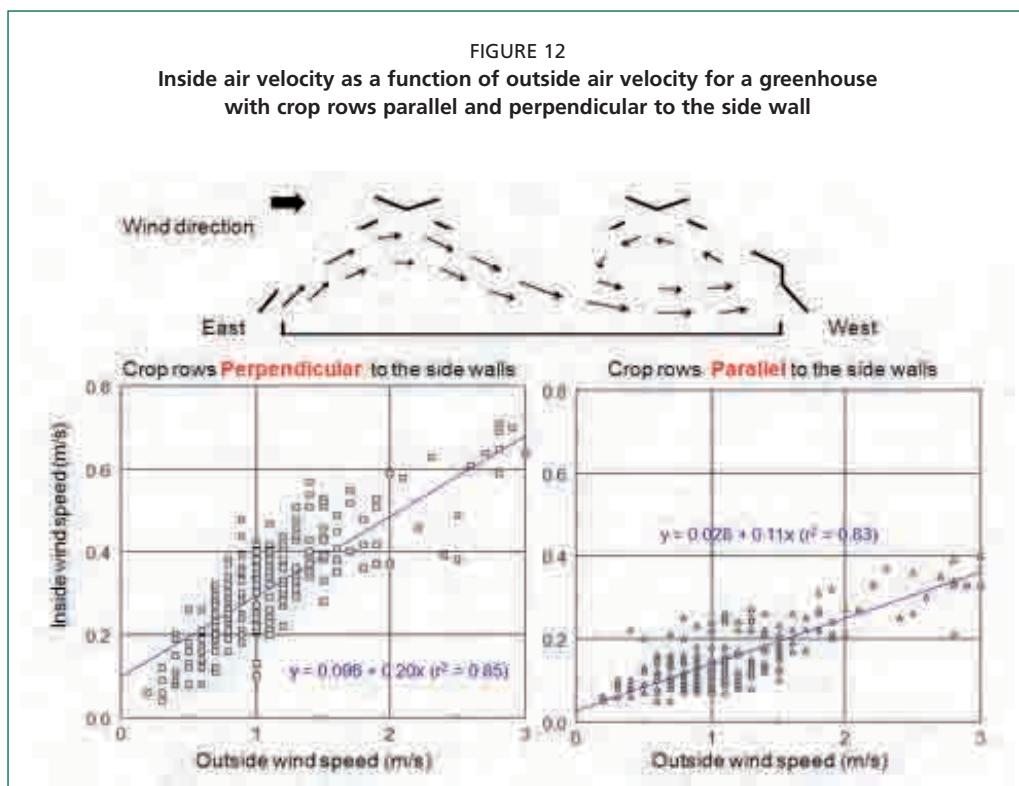 FIGURE 12
Inside air velocity as a function of outside air velocity for a greenhouse
with crop rows parallel and perpendicular to the side wall
Wind direction
East
West
Crop rows Perpendicular to the side walls
Crop rows Parallel to the side walls
Inside wind speed (m/s)
0.8
0.6
0.4
0.2
0.0
y = 0.096 + 0.20x (r² = 0.85)
0
1
2
3
Outside wind speed (m/s)
0.8
0.6
0.4
0.2
0.0
y = 0.028 + 0.11x (r² = 0.83)
0
1
2
3
Outside wind speed (m/s)